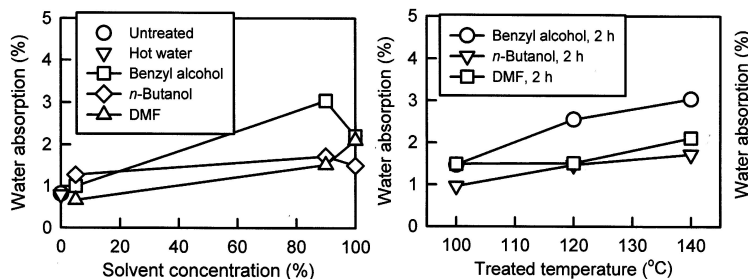 Water absorption (%)
5
4
3
2
1
0
Untreated
Hot water
Benzyl alcohol
n-Butanol
DMF
0 20 40 60 80 100
Solvent concentration (%)
Water absorption (%)
5
4
3
2
1
0
Benzyl alcohol, 2 h
n-Butanol, 2 h
DMF, 2 h
100 110 120 130 140
Treated temperature (°C)
Water absorption (%)